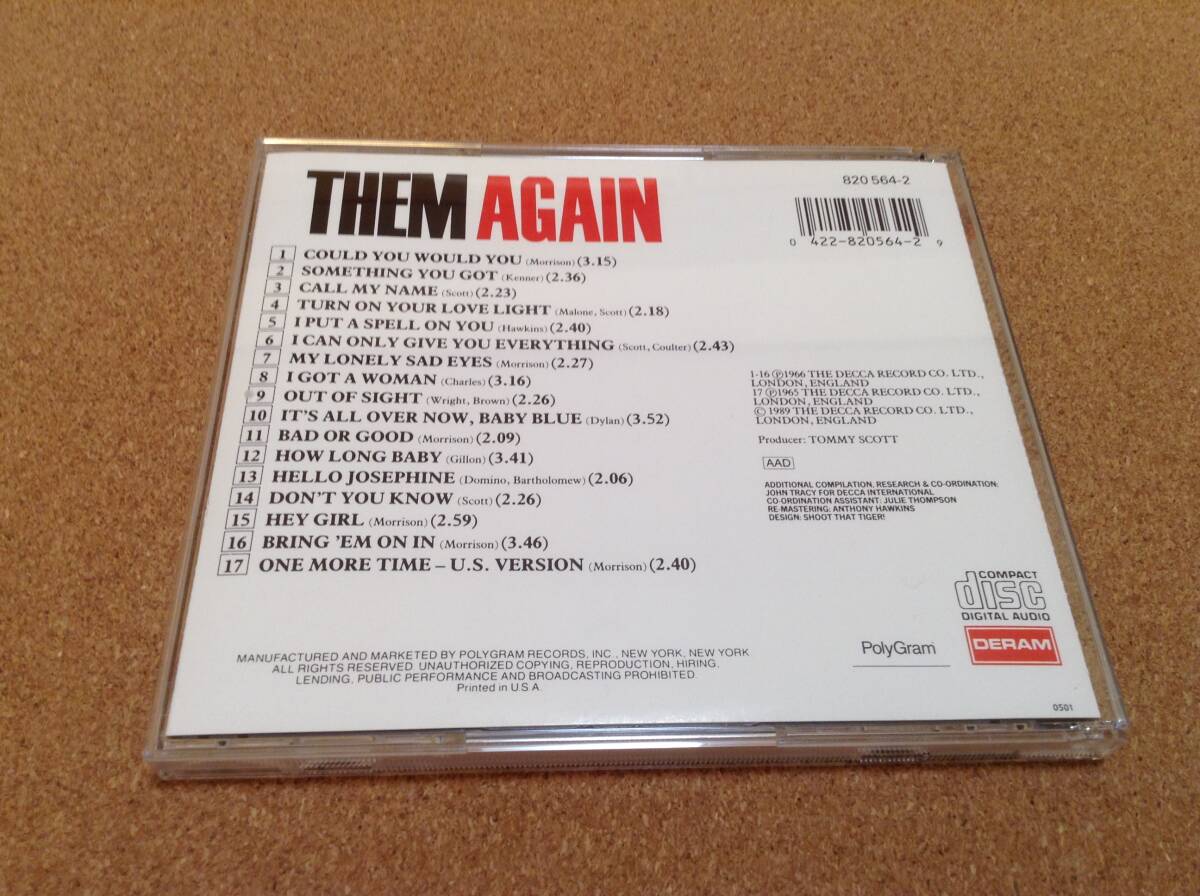 THEM AGAIN
820 564-2
0 422-820564-2 9
1 COULD YOU WOULD YOU (Morrison) (3.15)
2 SOMETHING YOU GOT (Kenner) (2.36)
3 CALL MY NAME (Scott) (2.23)
4 TURN ON YOUR LOVE LIGHT (Malone, Scott) (2.18)
5 I PUT A SPELL ON YOU (Hawkins) (2.40)
6 I CAN ONLY GIVE YOU EVERYTHING (Scott, Coulter) (2.43)
7 MY LONELY SAD EYES (Morrison) (2.27)
8 I GOT A WOMAN (Charles) (3.16)
9 OUT OF SIGHT (Wright, Brown) (2.26)
10 IT'S ALL OVER NOW, BABY BLUE (Dylan) (3.52)
11 BAD OR GOOD (Morrison) (2.09)
12 HOW LONG BABY (Gillon) (3.41)
13 HELLO JOSEPHINE (Domino, Bartholomew) (2.06)
14 DON'T YOU KNOW (Scott) (2.26)
15 HEY GIRL (Morrison) (2.59)
16 BRING 'EM ON IN (Morrison) (3.46)
17 ONE MORE TIME – U.S. VERSION (Morrison) (2.40)
1-16 Ⓟ1966 THE DECCA RECORD CO. LTD.,
LONDON, ENGLAND
17 Ⓟ1965 THE DECCA RECORD CO. LTD.,
LONDON, ENGLAND
© 1989 THE DECCA RECORD CO. LTD.,
LONDON, ENGLAND
Producer: TOMMY SCOTT
AAD
ADDITIONAL COMPILATION, RESEARCH & CO-ORDINATION:
JOHN TRACY FOR DECCA INTERNATIONAL
CO-ORDINATION ASSISTANT: JULIE THOMPSON
RE-MASTERING: ANTHONY HAWKINS
DESIGN: SHOOT THAT TIGER!
COMPACT
disc
DIGITAL AUDIO
PolyGram
DERAM
MANUFACTURED AND MARKETED BY POLYGRAM RECORDS, INC., NEW YORK, NEW YORK
ALL RIGHTS RESERVED. UNAUTHORIZED COPYING, REPRODUCTION, HIRING,
LENDING, PUBLIC PERFORMANCE AND BROADCASTING PROHIBITED.
Printed in U.S.A.
0501